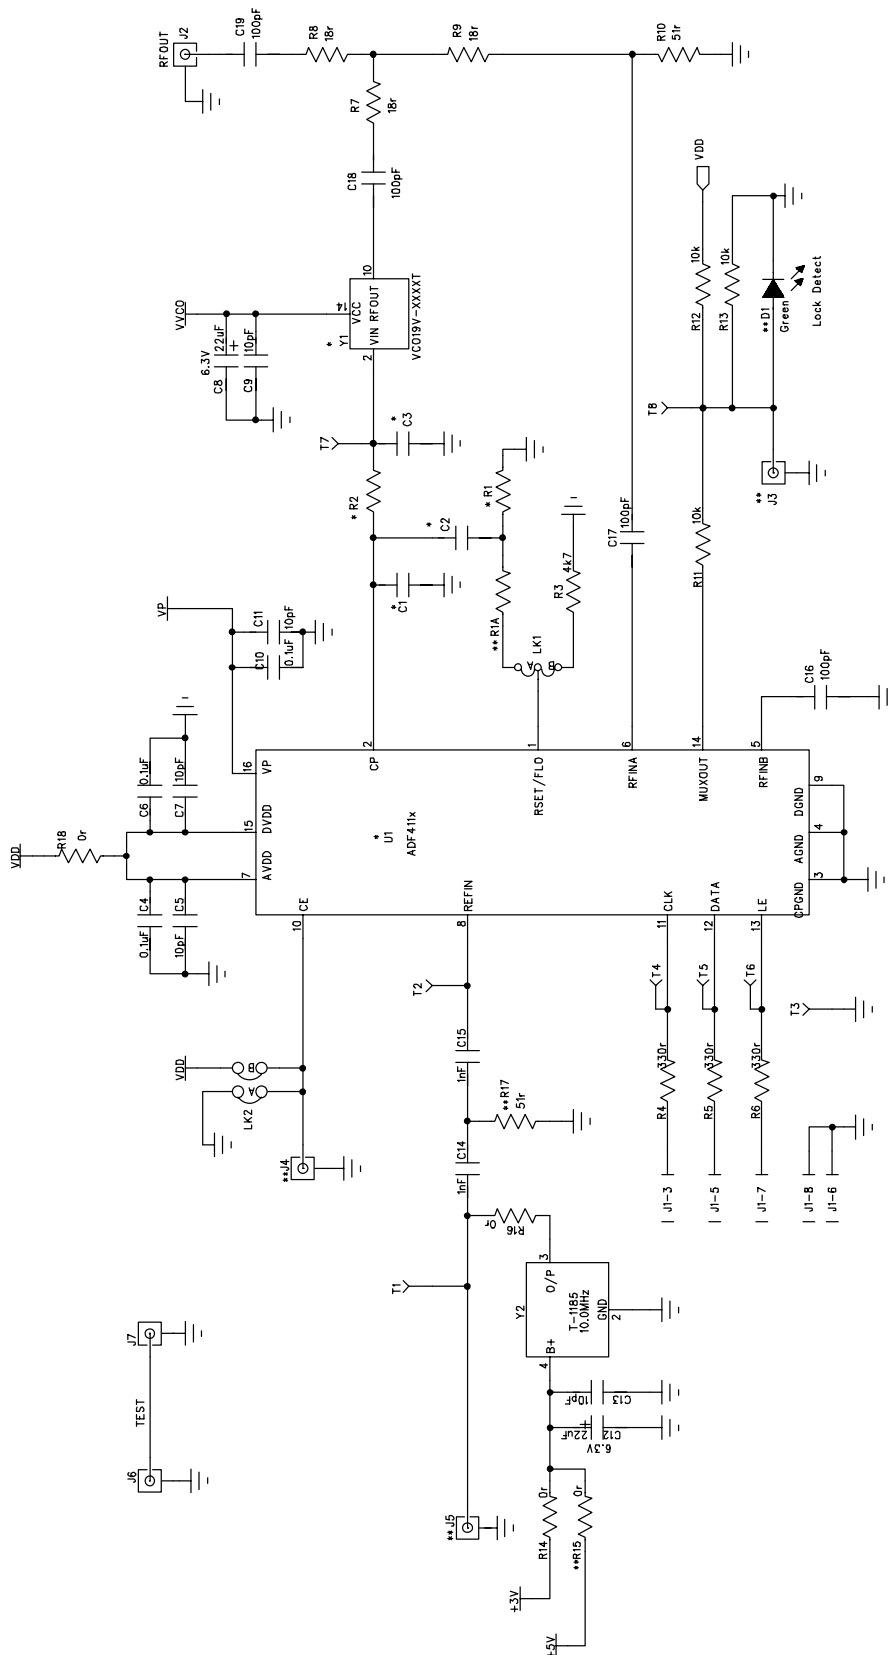 RFOUT
J2
C19
100pF
R8
18r
R9
18r
R10
51r
R7
18r
C18
100pF
VVCO
22uF
+
6.3V
C8
10pF
C9
10
14
VCC
VIN RFOUT
*
Y1
2
VCO19V-XXXXT
VDD
10k
R12
10k
R13
**D1
Green
Lock Detect
T7
*
C3
* R2
T8
**
J3
* R1
*
C2
C17
100pF
10k
R11
* C1
** R1A
R3
4k7
LK1
A
B
VP
C11
10pF
C10
0.1uF
C16
100pF
0.1uF
C6
10pF
C7
VDD
R18
0r
16
VP
2
CP
1
RSET/FLO
6
RFINA
14
MUXOUT
5
RFINB
15
DVDD
7
AVDD
*
U1
ADF411x
9
DGND
4
AGND
3
CPGND
C4
0.1uF
C5
10pF
10
CE
8
REFIN
11
CLK
12
DATA
13
LE
T2
T4
T5
T6
T3
VDD
B
A
LK2
C15
1nF
**R17
51r
330r
R4
330r
R5
330r
R6
**J4
C14
1nF
J1-3
J1-5
J1-7
J1-8
J1-6
0r
R16
T1
3
O/P
Y2
T-1185
10.0MHz
GND
2
B+
4
J7
TEST
J6
10pF
C13
+
22uF
C12
6.3V
**J5
0r
R14
0r
**R15
+3V
+5V